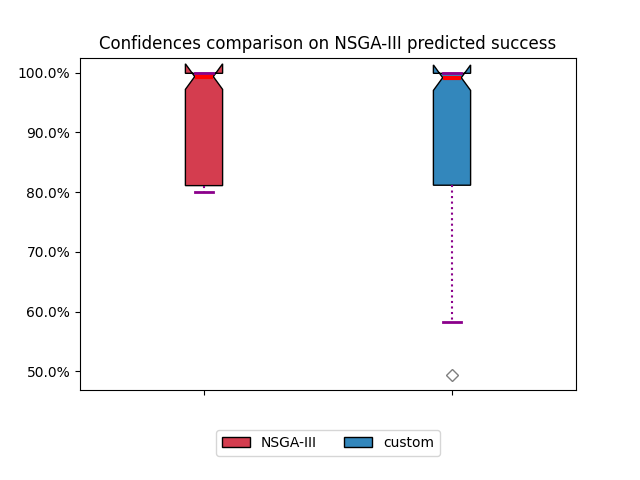 Confidences comparison on NSGA-III predicted success
100.0%
90.0%
80.0%
70.0%
60.0%
50.0%
NSGA-III
custom